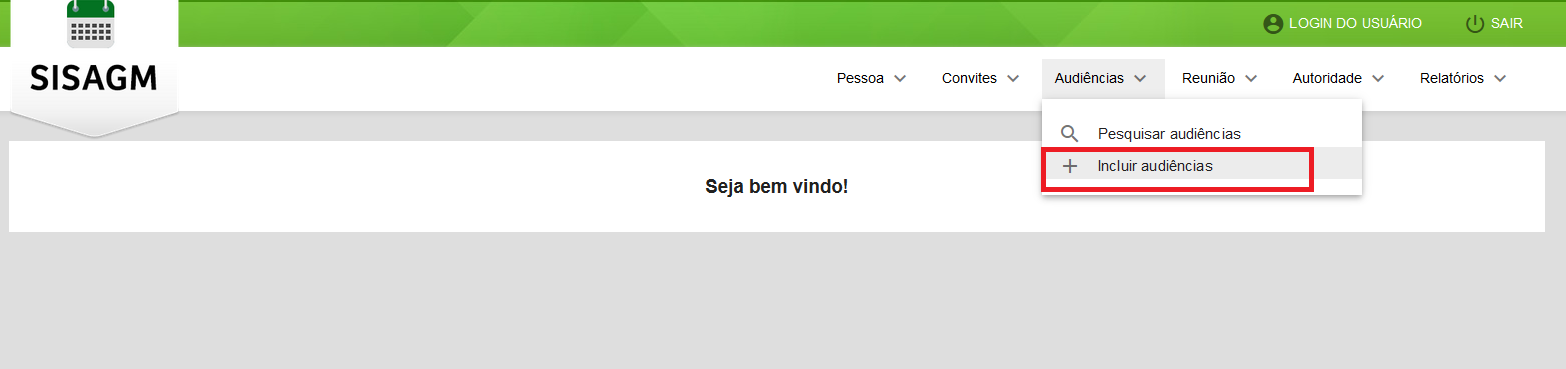 LOGIN DO USUÁRIO SAIR
SISAGM
Pessoa Convites Audiências Reunião Autoridade Relatórios
Pesquisar audiências
Incluir audiências
Seja bem vindo!